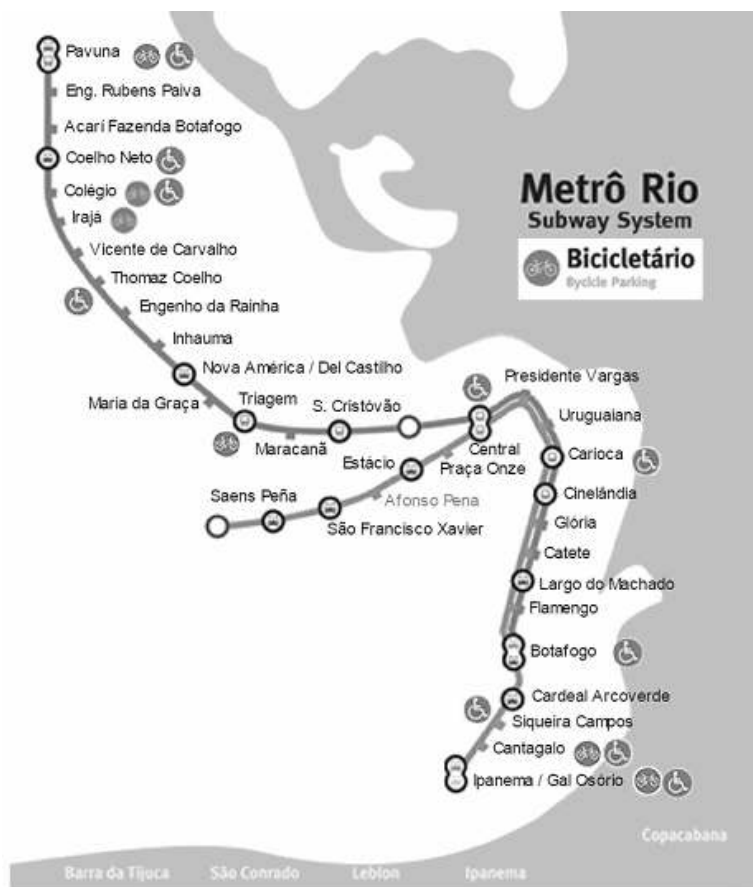 Pavuna
Eng. Rubens Paiva
Acarí Fazenda Botafogo
Coelho Neto
Colégio
Irajá
Vicente de Carvalho
Thomaz Coelho
Engenho da Rainha
Inhauma
Nova América / Del Castilho
Maria da Graça
Triagem
Maracanã
S. Cristóvão
Central
Presidente Vargas
Uruguaiana
Carioca
Cinelândia
Glória
Catete
Largo do Machado
Flamengo
Botafogo
Cardeal Arcoverde
Siqueira Campos
Cantagalo
Ipanema / Gal Osório
Praça Onze
Estácio
Afonso Pena
São Francisco Xavier
Saens Peña
Metrô Rio
Subway System
Bicicletário
Bycicle Parking
Copacabana
Barra da Tijuca
São Conrado
Leblon
Ipanema